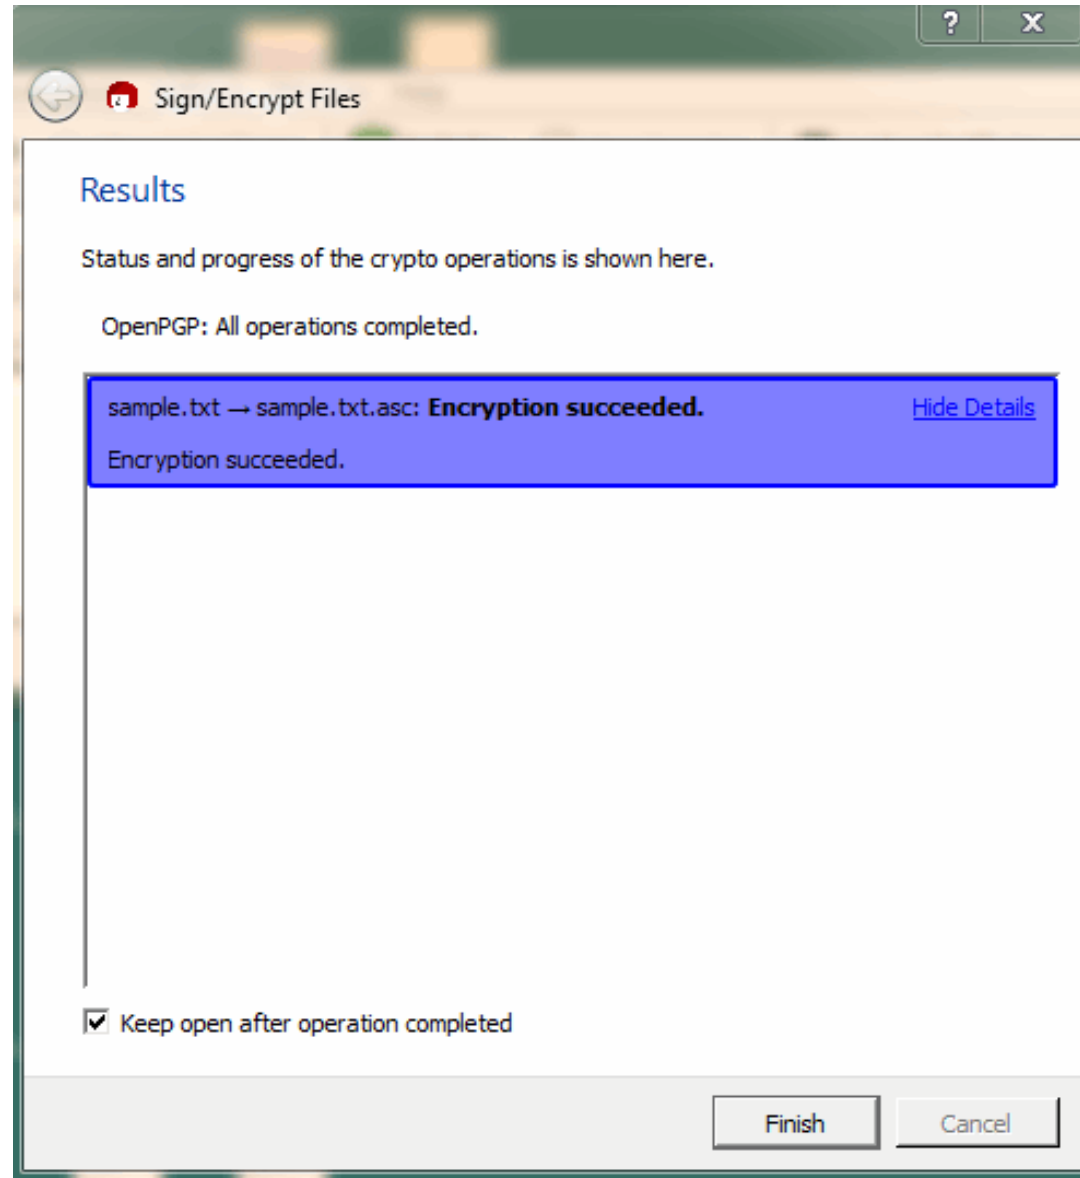 ? X
Sign/Encrypt Files
Results
Status and progress of the crypto operations is shown here.
OpenPGP: All operations completed.
sample.txt → sample.txt.asc: Encryption succeeded. Hide Details
Encryption succeeded.
Keep open after operation completed
Finish Cancel